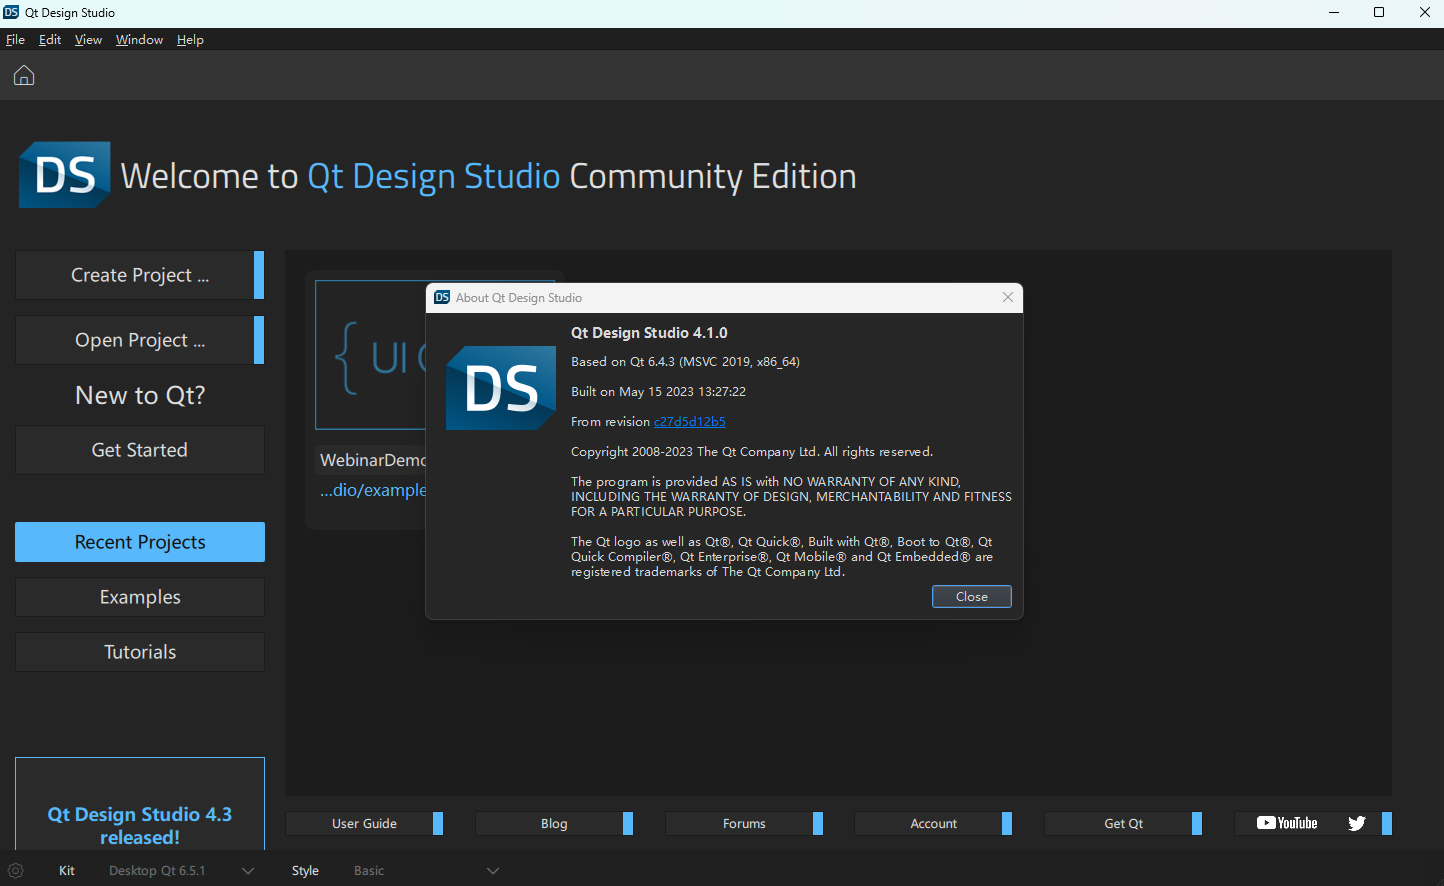 DS Qt Design Studio
File Edit View Window Help
DS Welcome to Qt Design Studio Community Edition
Create Project ...
Open Project ...
New to Qt?
Get Started
Recent Projects
Examples
Tutorials
Qt Design Studio 4.3
released!
{ UI
WebinarDemo
...dio/example
DS About Qt Design Studio
DS
Qt Design Studio 4.1.0
Based on Qt 6.4.3 (MSVC 2019, x86_64)
Built on May 15 2023 13:27:22
From revision c27d5d12b5
Copyright 2008-2023 The Qt Company Ltd. All rights reserved.
The program is provided AS IS with NO WARRANTY OF ANY KIND,
INCLUDING THE WARRANTY OF DESIGN, MERCHANTABILITY AND FITNESS
FOR A PARTICULAR PURPOSE.
The Qt logo as well as Qt®, Qt Quick®, Built with Qt®, Boot to Qt®, Qt
Quick Compiler®, Qt Enterprise®, Qt Mobile® and Qt Embedded® are
registered trademarks of The Qt Company Ltd.
Close
User Guide
Blog
Forums
Account
Get Qt
YouTube
Kit Desktop Qt 6.5.1 Style Basic